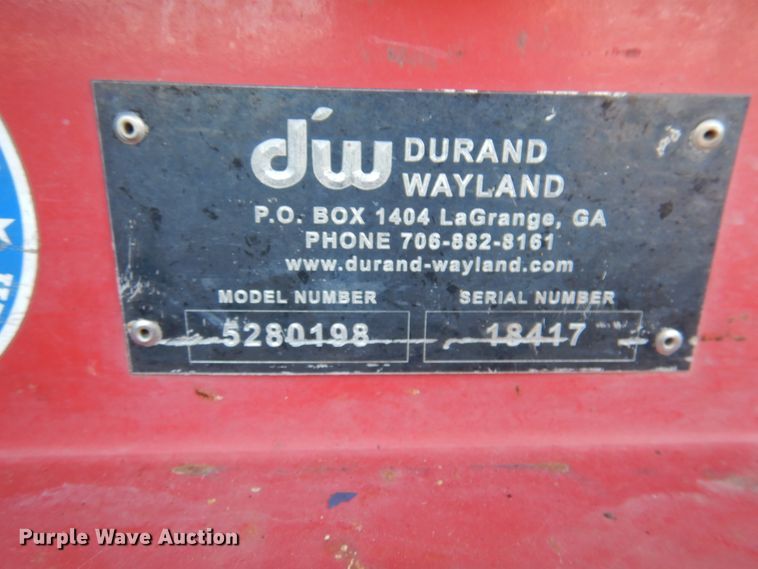 dw DURAND
WAYLAND
P.O. BOX 1404 LaGrange, GA
PHONE 706-882-8161
www.durand-wayland.com
MODEL NUMBER SERIAL NUMBER
5280198 18417
Purple Wave Auction